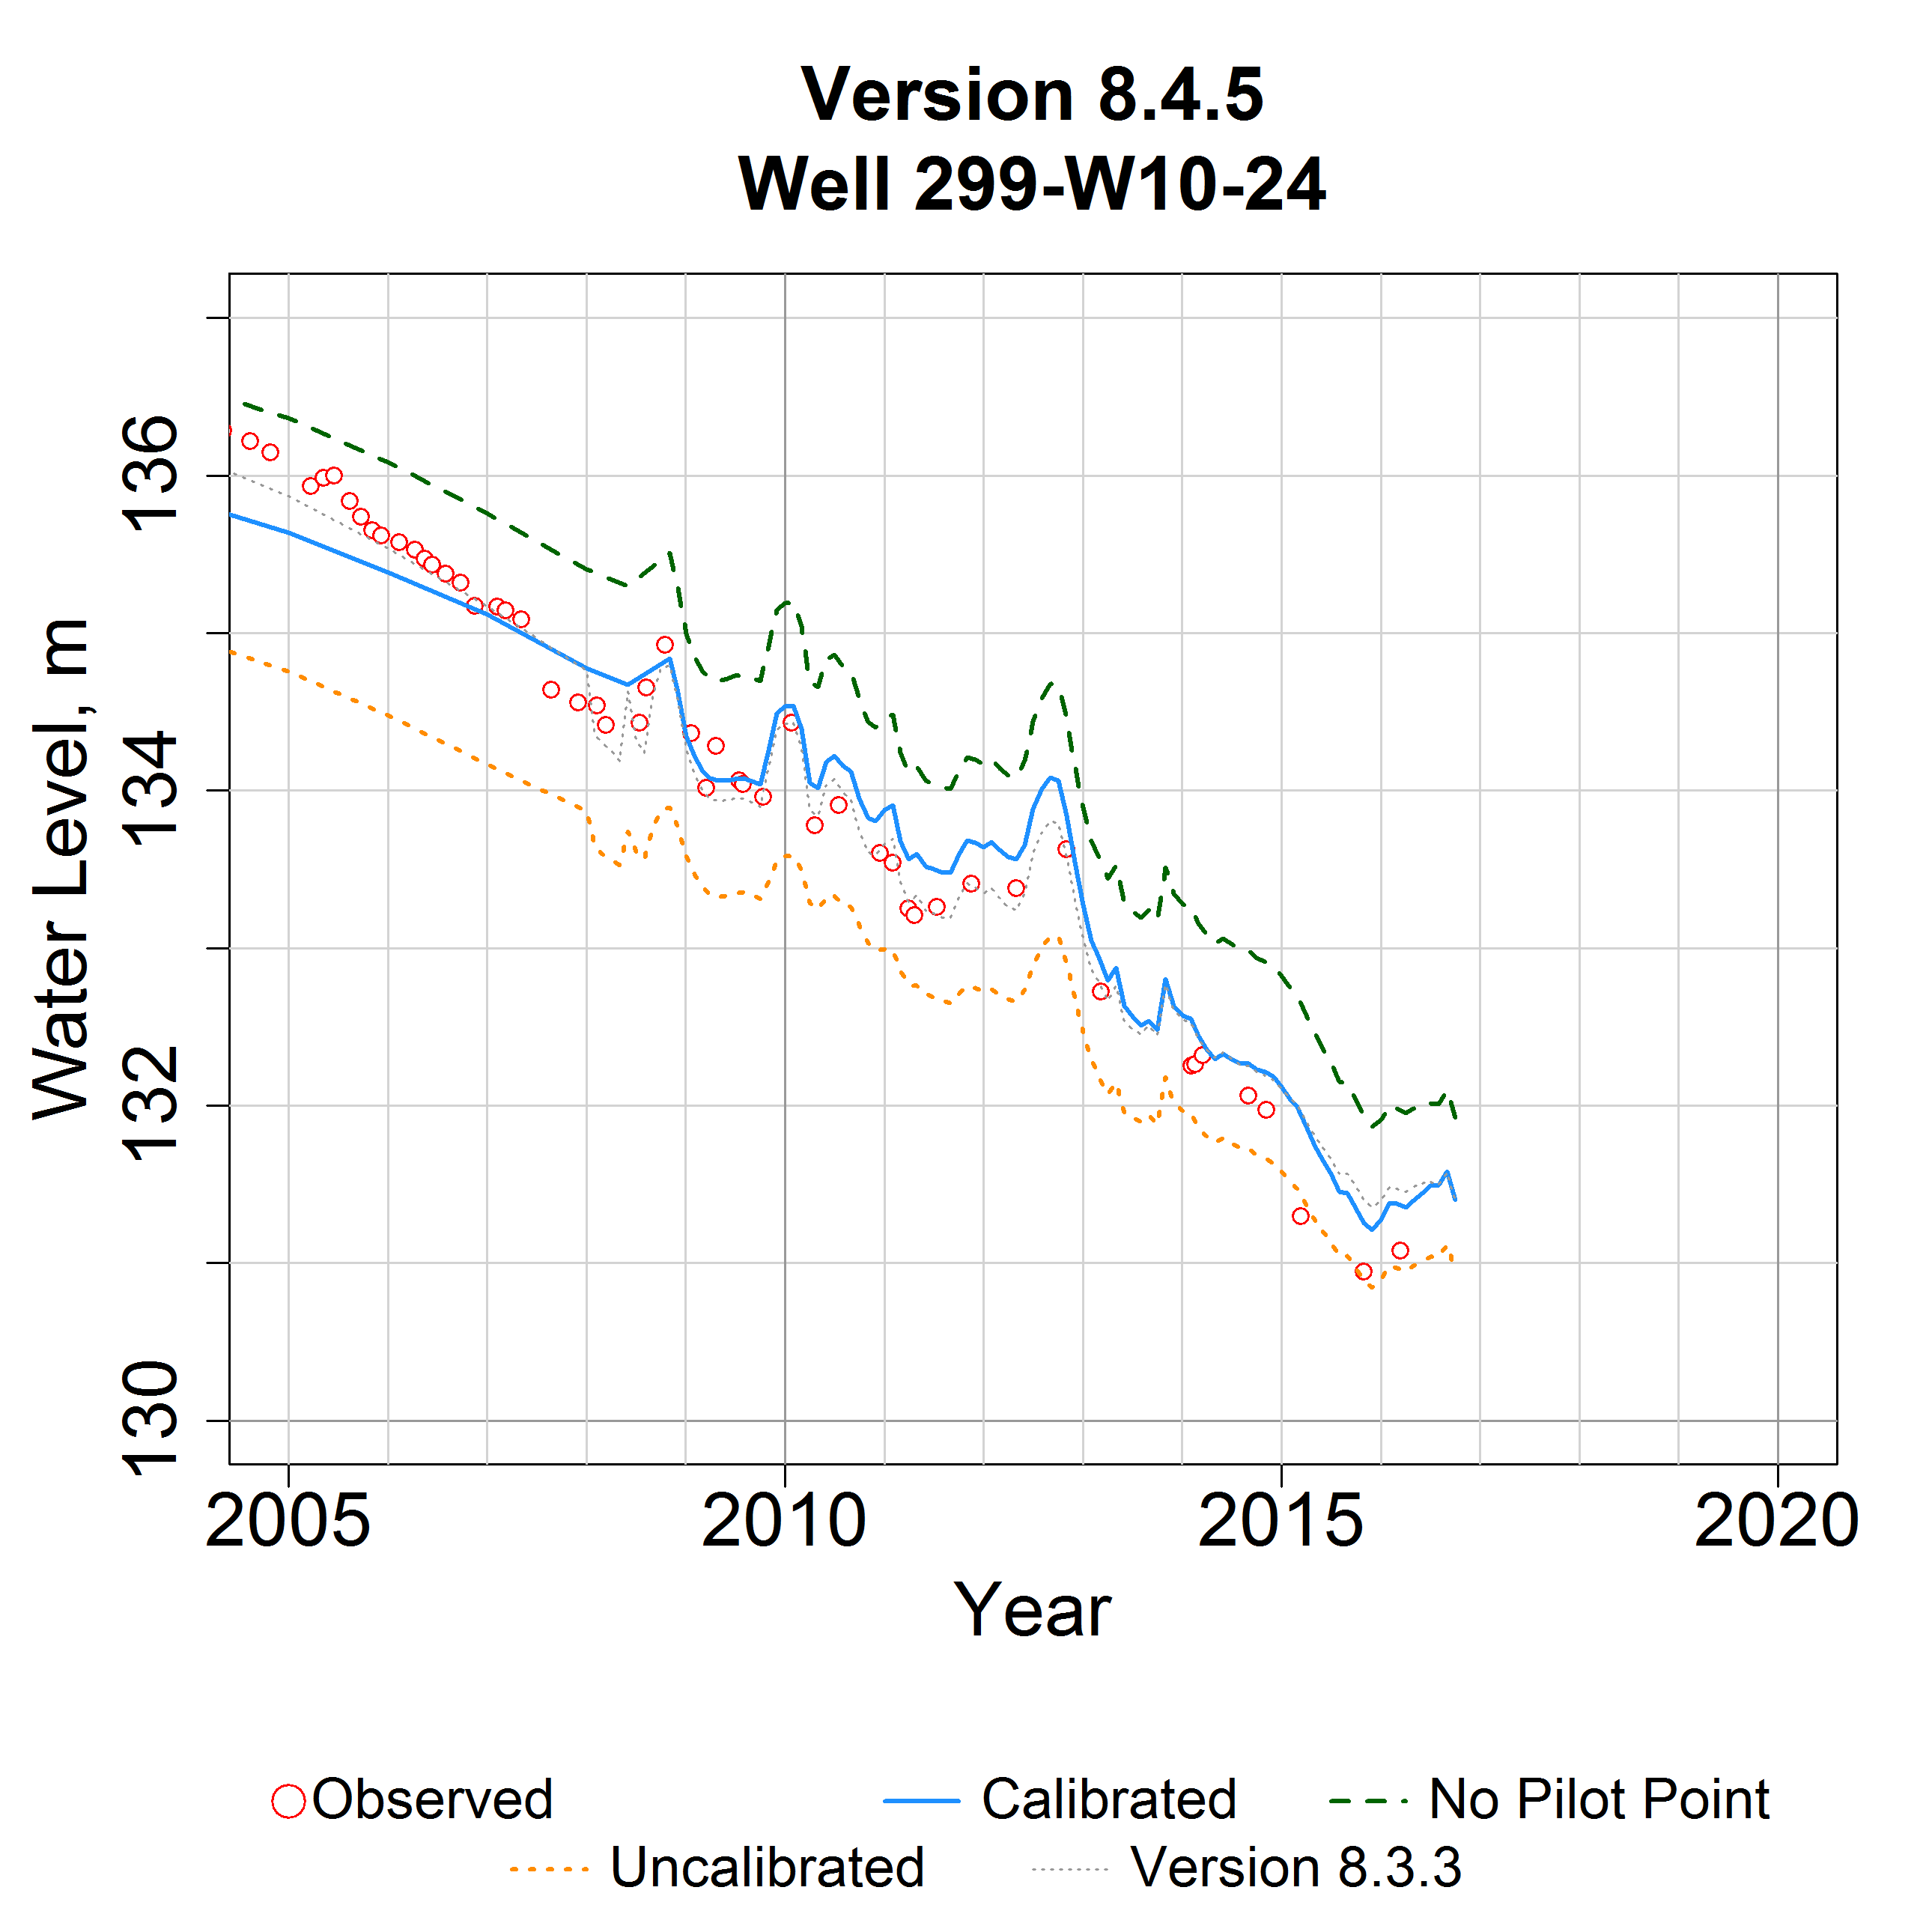 Version 8.4.5
Well 299-W10-24
Water Level, m
136
134
132
130
2005 2010 2015 2020
Year
Observed Calibrated No Pilot Point
Uncalibrated Version 8.3.3